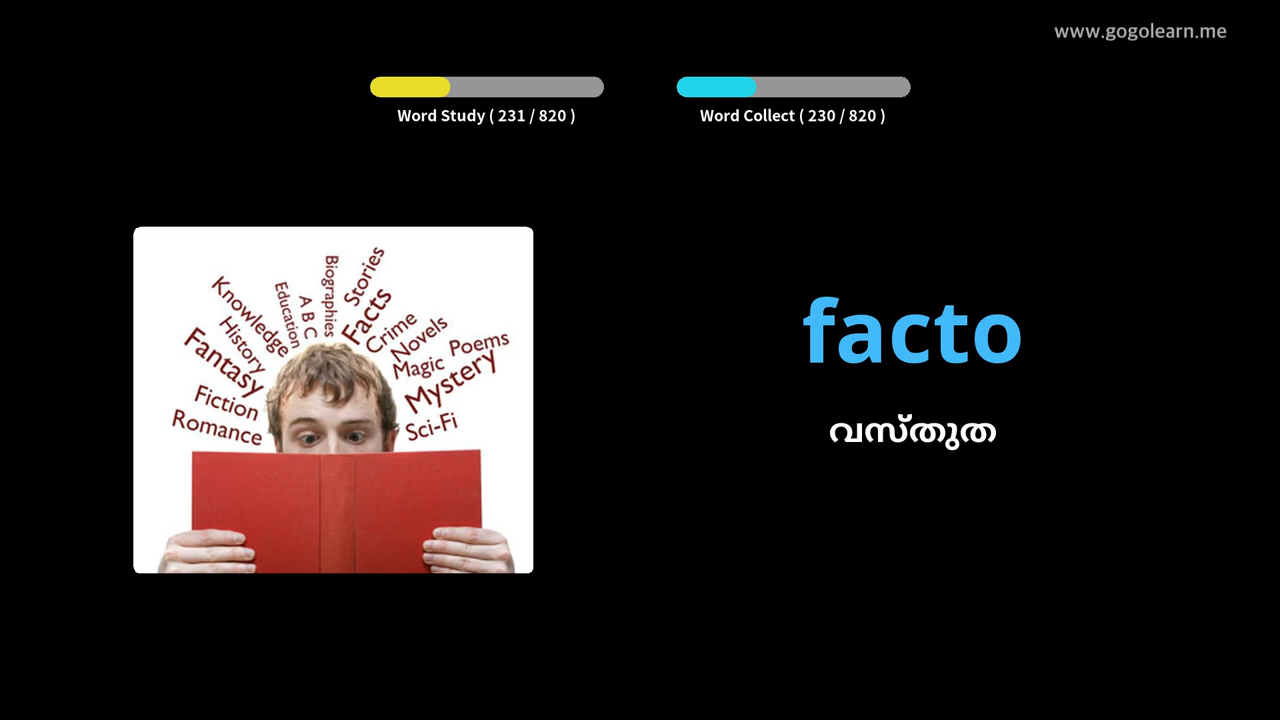 www.gogolearn.me
Word Study ( 231 / 820 )
Word Collect ( 230 / 820 )
Biographies
Stories
Education
A B C
Facts
Knowledge
Crime
History
Novels
Poems
Fantasy
Magic
Mystery
Fiction
Romance
Sci-Fi
facto
വസ്തുത